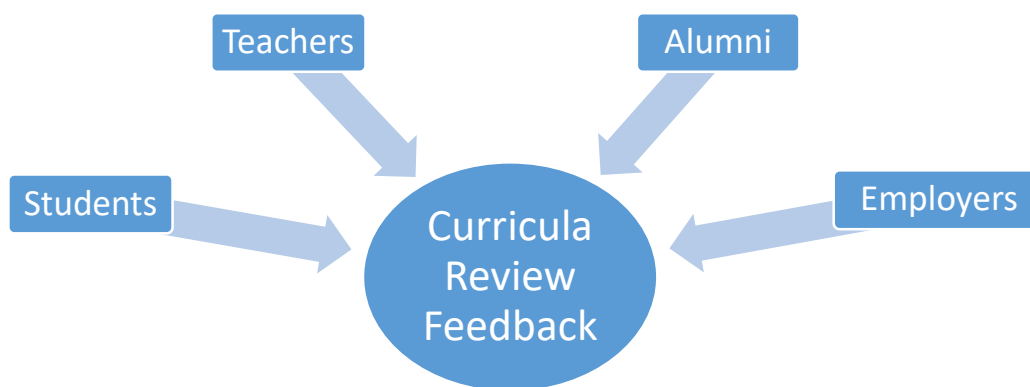 Teachers
Alumni
Students
Employers
Curricula
Review
Feedback